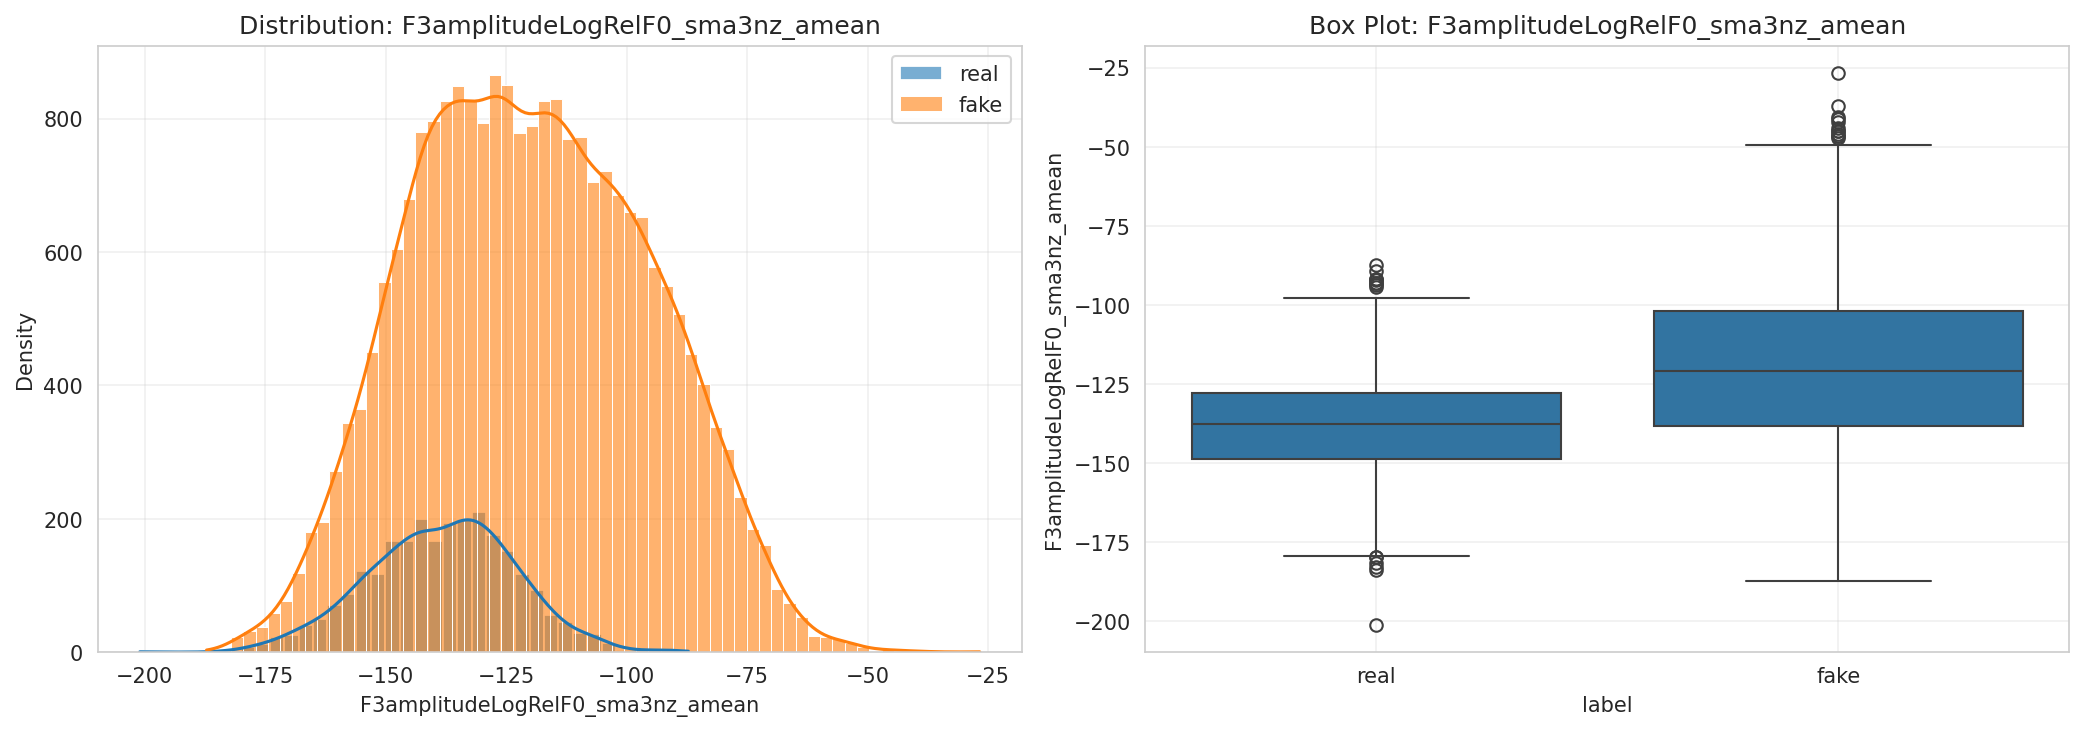 Distribution: F3amplitudeLogRelF0_sma3nz_amean
real
fake
Density
800
600
400
200
0
−200
−175
−150
−125
−100
−75
−50
−25
F3amplitudeLogRelF0_sma3nz_amean
Box Plot: F3amplitudeLogRelF0_sma3nz_amean
F3amplitudeLogRelF0_sma3nz_amean
−25
−50
−75
−100
−125
−150
−175
−200
real
fake
label